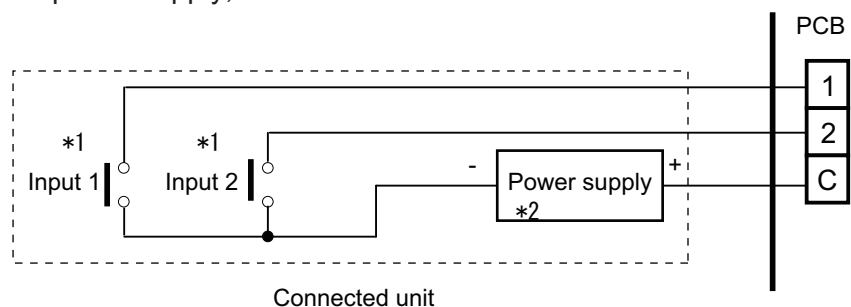 PCB
1
*1 *1 2
Input 1 Input 2 - Power supply + C
*2
Connected unit